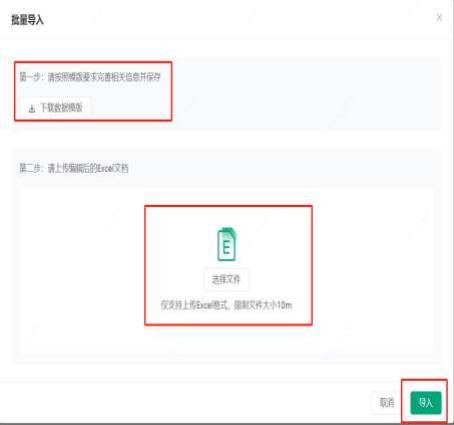 批量导入
X
第一步：请按照模版要求完善相关信息并保存
下载数据模版
第二步：请上传编辑后的Excel文档
E
选择文件
仅支持上传Excel格式，限制文件大小10m
取消 导入